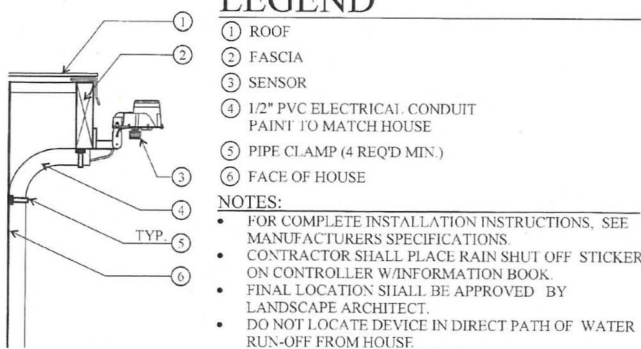 LEGEND
① ROOF
② FASCIA
③ SENSOR
④ 1/2" PVC ELECTRICAL CONDUIT
PAINT TO MATCH HOUSE
⑤ PIPE CLAMP (4 REQ'D MIN.)
⑥ FACE OF HOUSE
NOTES:
• FOR COMPLETE INSTALLATION INSTRUCTIONS, SEE
MANUFACTURERS SPECIFICATIONS.
• CONTRACTOR SHALL PLACE RAIN SHUT OFF STICKER
ON CONTROLLER W/INFORMATION BOOK.
• FINAL LOCATION SHALL BE APPROVED BY
LANDSCAPE ARCHITECT.
• DO NOT LOCATE DEVICE IN DIRECT PATH OF WATER
RUN-OFF FROM HOUSE
①
②
③
④
TYP. ⑤
⑥